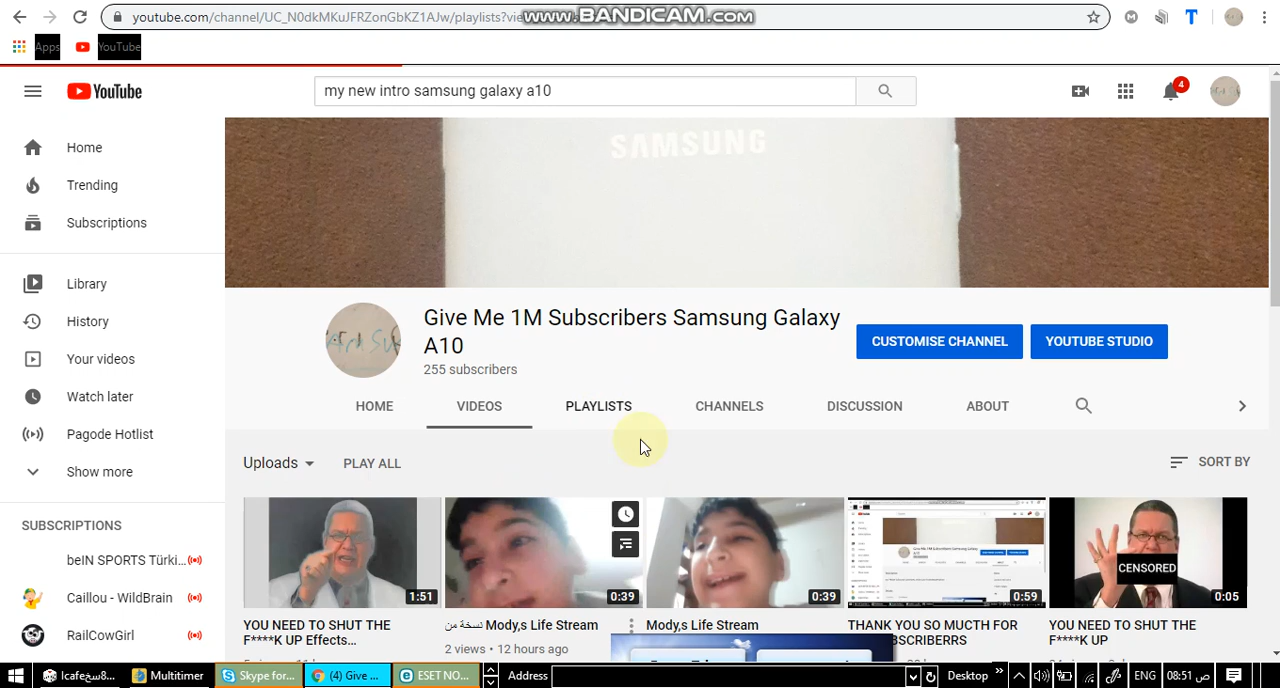 youtube.com/channel/UC_N0dkMKuJFRZonGbKZ1AJw/playlists?vie
www.BANDICAM.com
Apps
YouTube
YouTube
my new intro samsung galaxy a10
4
Home
Trending
Subscriptions
Library
History
Your videos
Watch later
Pagode Hotlist
Show more
SUBSCRIPTIONS
beIN SPORTS Türki...
Caillou - WildBrain
RailCowGirl
SAMSUNG
Give Me 1M Subscribers Samsung Galaxy
A10
255 subscribers
CUSTOMISE CHANNEL
YOUTUBE STUDIO
HOME
VIDEOS
PLAYLISTS
CHANNELS
DISCUSSION
ABOUT
Uploads
PLAY ALL
SORT BY
1:51
0:39
0:39
0:59
CENSORED
0:05
YOU NEED TO SHUT THE
F****K UP Effects...
Mody,s Life Stream نسخة من
2 views • 12 hours ago
Mody,s Life Stream
THANK YOU SO MUCTH FOR
YOU NEED TO SHUT THE
F****K UP
Multimter
Skype for...
(4) Give ...
ESET NO...
Address
Desktop
ENG
08:51 ص